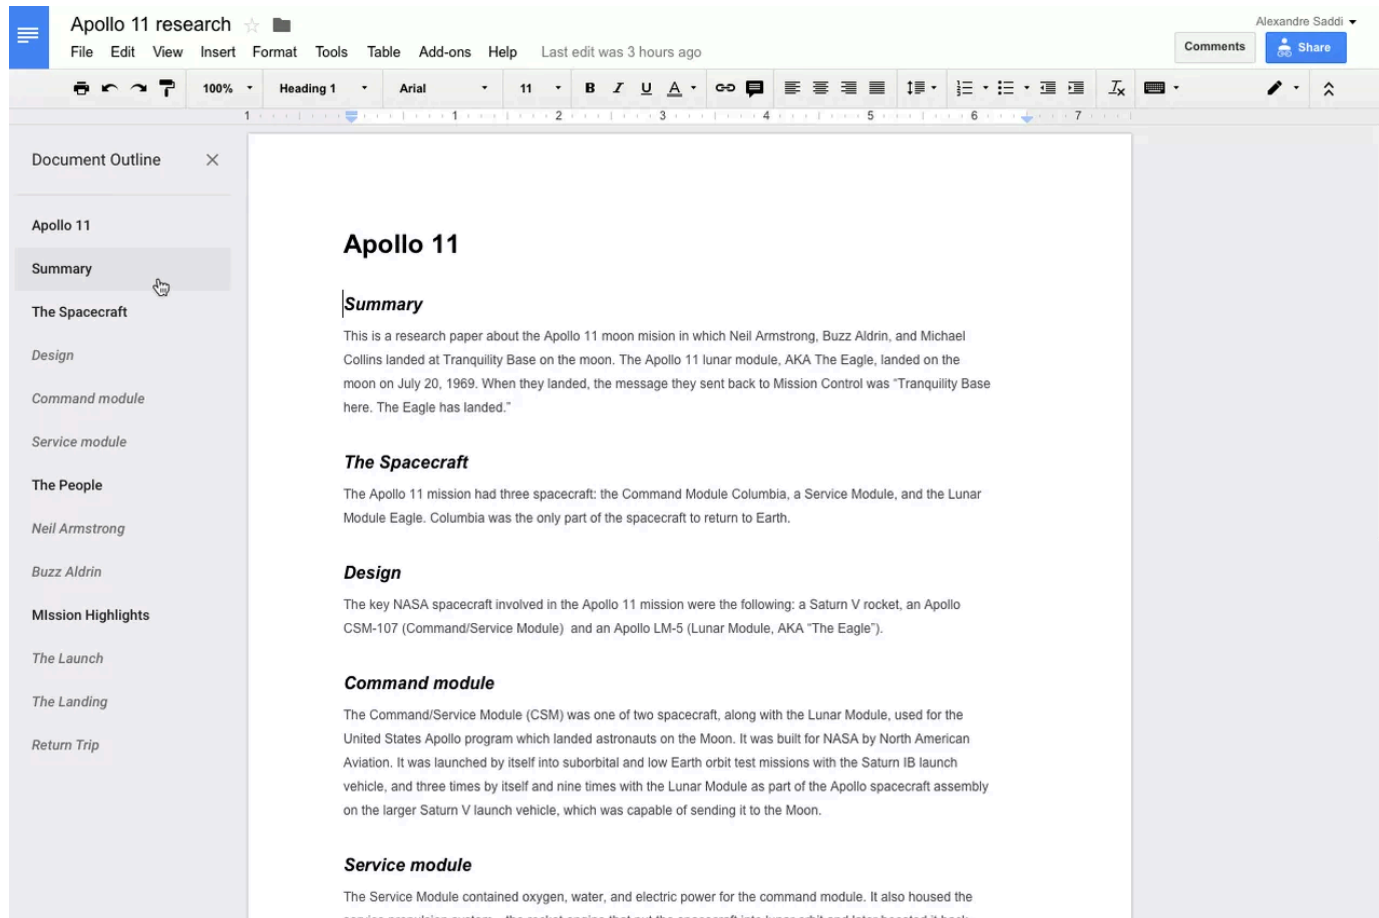 Apollo 11 research
Alexandre Saddi
File Edit View Insert Format Tools Table Add-ons Help Last edit was 3 hours ago
Comments Share
100% Heading 1 Arial 11 B I U A
1 1 2 3 4 5 6 7
Document Outline
Apollo 11
Summary
The Spacecraft
Design
Command module
Service module
The People
Neil Armstrong
Buzz Aldrin
MIssion Highlights
The Launch
The Landing
Return Trip
Apollo 11
Summary
This is a research paper about the Apollo 11 moon mision in which Neil Armstrong, Buzz Aldrin, and Michael
Collins landed at Tranquility Base on the moon. The Apollo 11 lunar module, AKA The Eagle, landed on the
moon on July 20, 1969. When they landed, the message they sent back to Mission Control was “Tranquility Base
here. The Eagle has landed.”
The Spacecraft
The Apollo 11 mission had three spacecraft: the Command Module Columbia, a Service Module, and the Lunar
Module Eagle. Columbia was the only part of the spacecraft to return to Earth.
Design
The key NASA spacecraft involved in the Apollo 11 mission were the following: a Saturn V rocket, an Apollo
CSM-107 (Command/Service Module) and an Apollo LM-5 (Lunar Module, AKA “The Eagle”).
Command module
The Command/Service Module (CSM) was one of two spacecraft, along with the Lunar Module, used for the
United States Apollo program which landed astronauts on the Moon. It was built for NASA by North American
Aviation. It was launched by itself into suborbital and low Earth orbit test missions with the Saturn IB launch
vehicle, and three times by itself and nine times with the Lunar Module as part of the Apollo spacecraft assembly
on the larger Saturn V launch vehicle, which was capable of sending it to the Moon.
Service module
The Service Module contained oxygen, water, and electric power for the command module. It also housed the